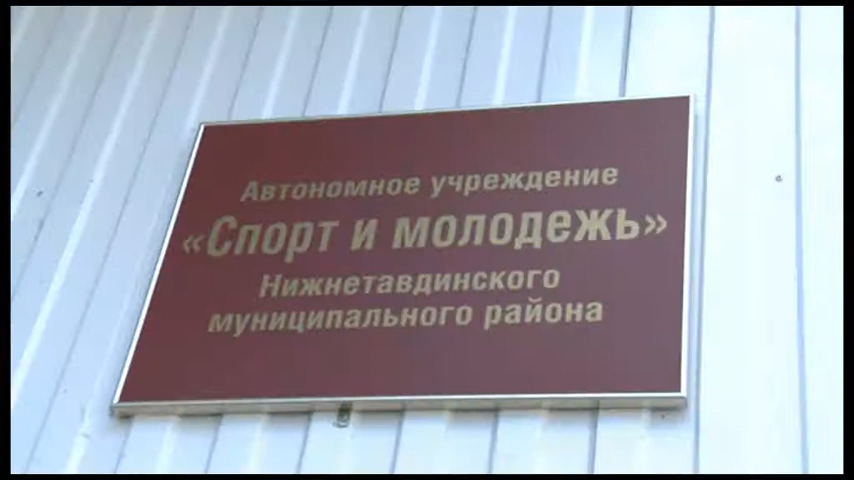 Автономное учреждение
«Спорт и молодежь»
Нижнетавдинского
муниципального района